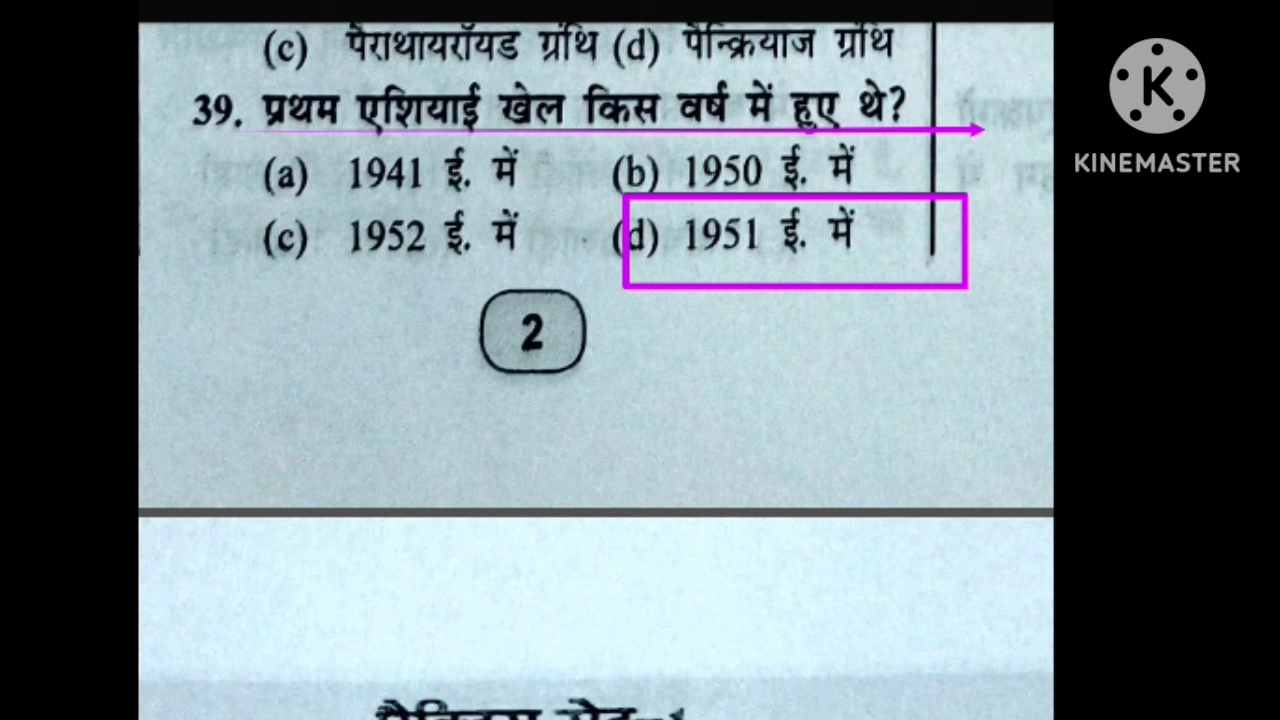 (c) पैराथायरॉयड ग्रंथि (d) पैन्क्रियाज ग्रंथि
39. प्रथम एशियाई खेल किस वर्ष में हुए थे?
(a) 1941 ई. में (b) 1950 ई. में
(c) 1952 ई. में (d) 1951 ई. में
2
KINEMASTER